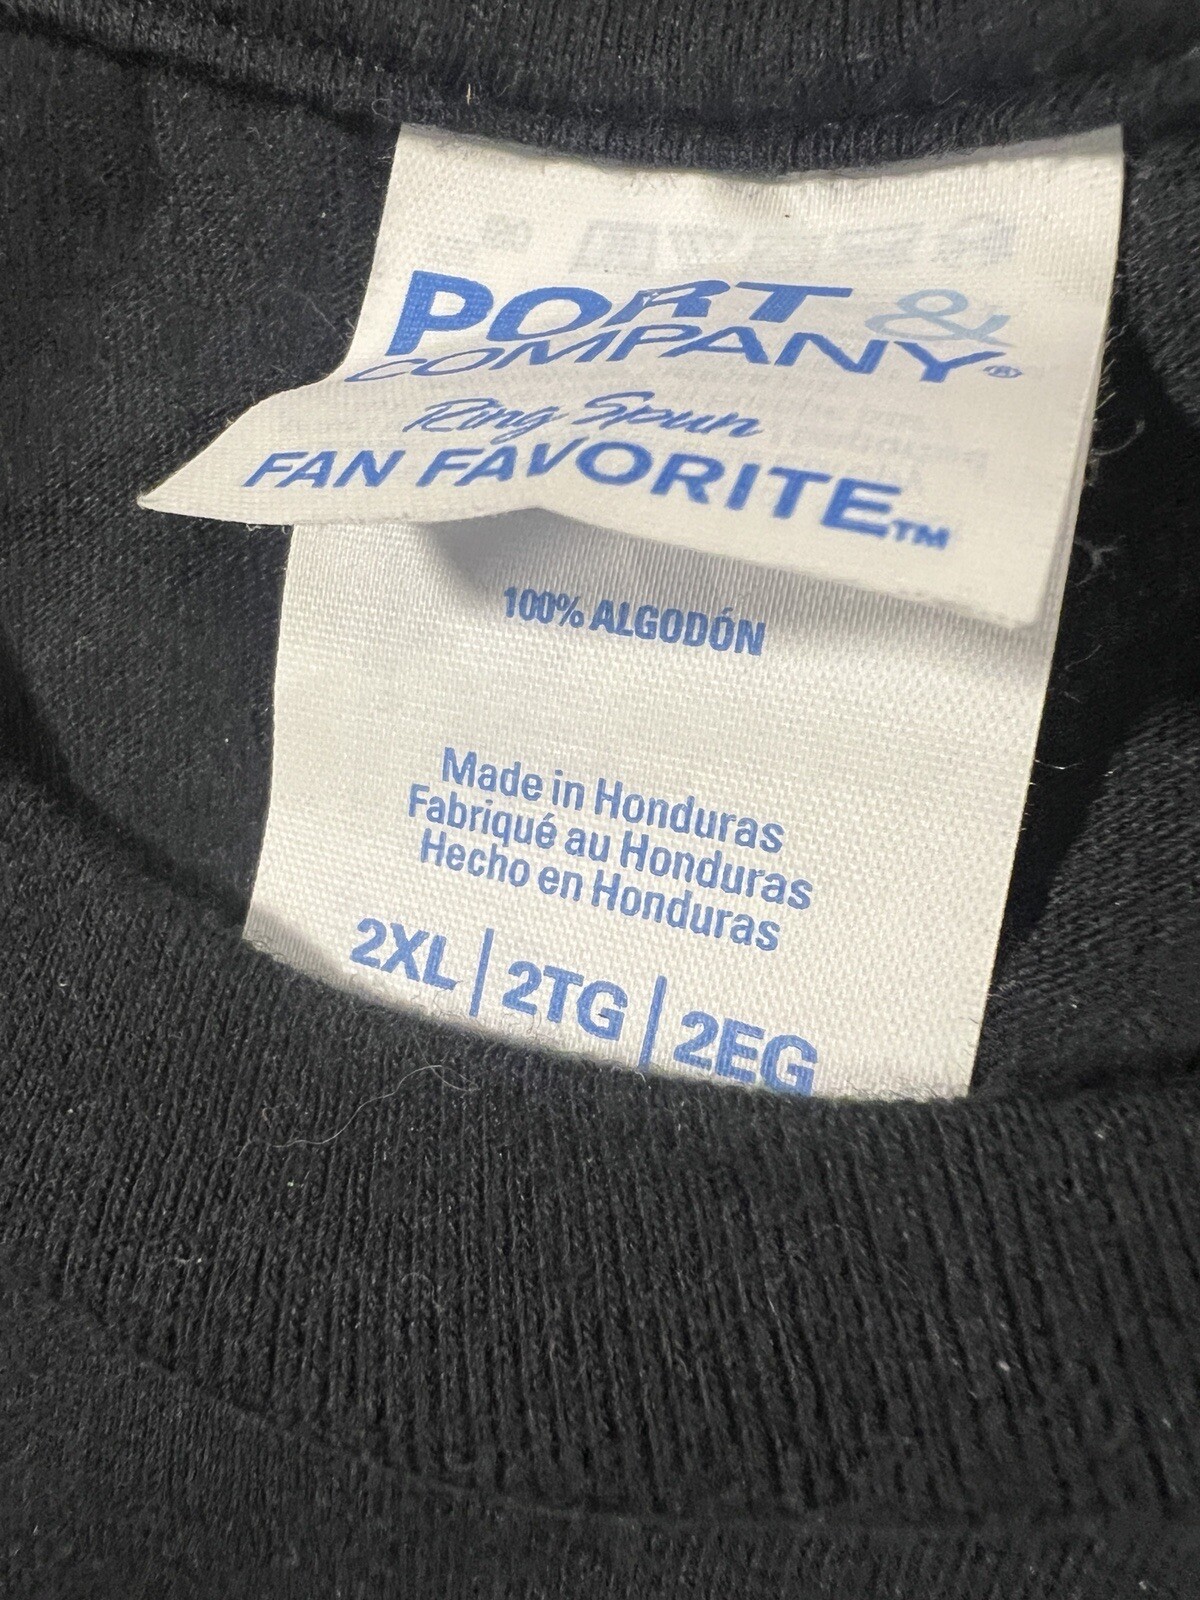 PORT &
COMPANY®
Ring Spun
FAN FAVORITE™
100% ALGODÓN
Made in Honduras
Fabriqué au Honduras
Hecho en Honduras
2XL | 2TG | 2EG